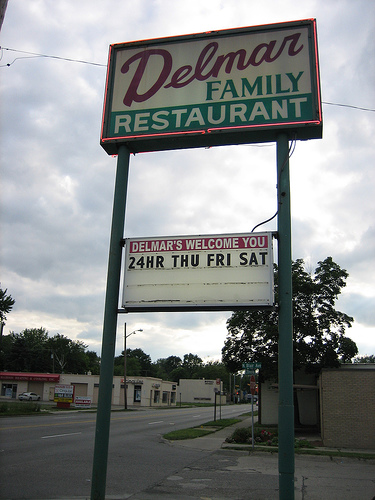 Delmar
FAMILY
RESTAURANT
DELMAR'S WELCOME YOU
24HR THU FRI SAT